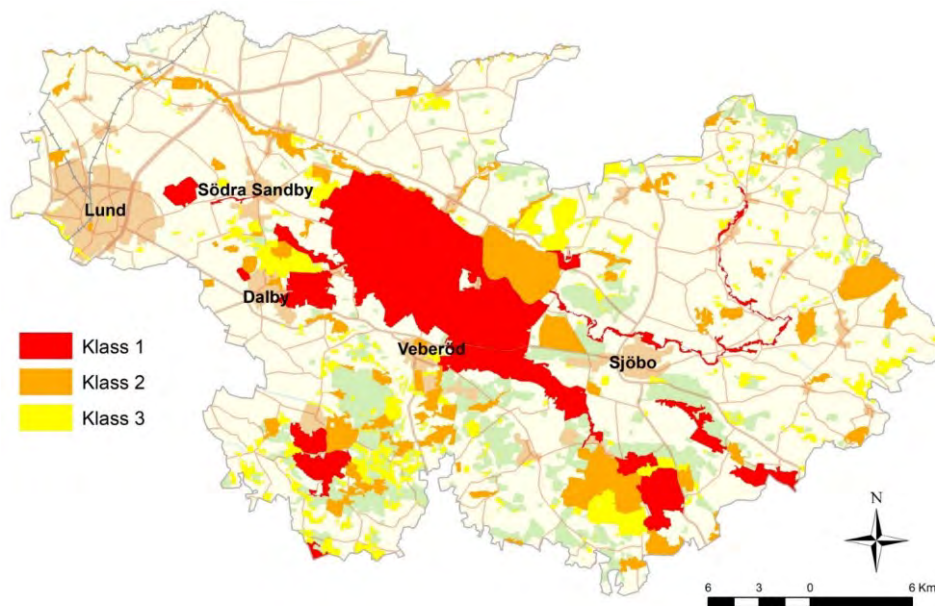 Södra Sandby
Lund
Dalby
Veberöd
Sjöbo
Klass 1
Klass 2
Klass 3
N
6 3 0 6 Km